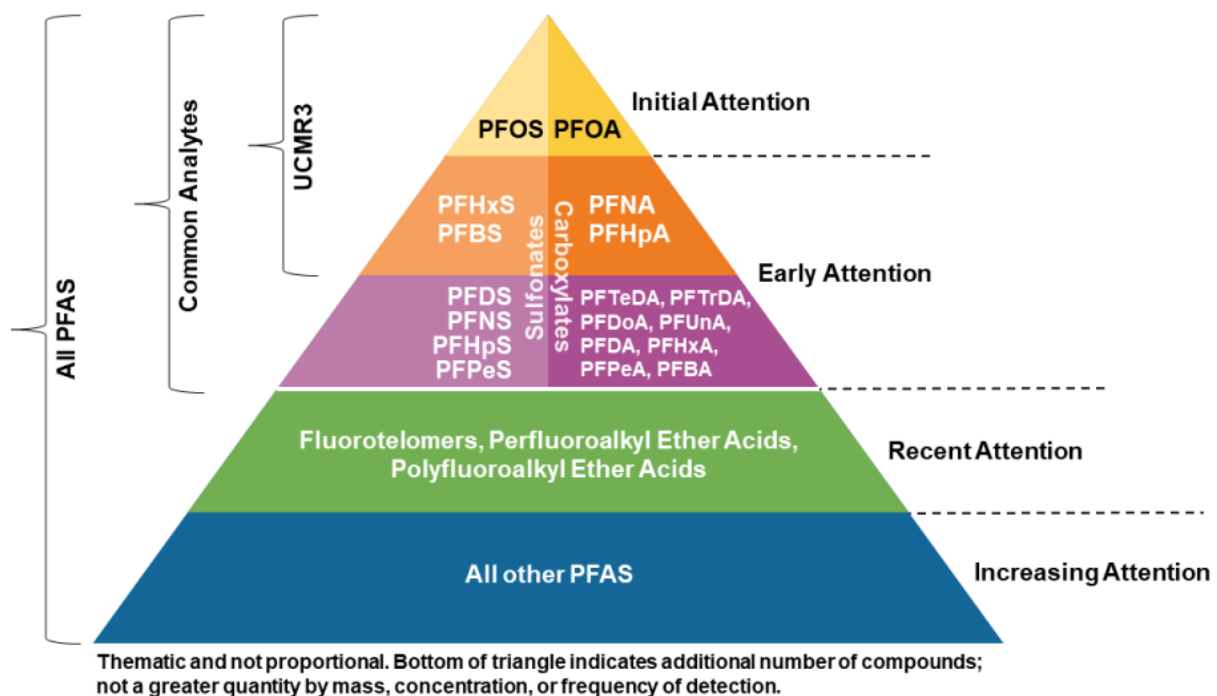 All PFAS
Common Analytes
UCMR3
Initial Attention
PFOS PFOA
PFHxS
PFBS
PFNA
PFHpA
Sulfonates
Carboxylates
Early Attention
PFDS
PFNS
PFHpS
PFPeS
PFTeDA, PFTrDA,
PFDoA, PFUnA,
PFDA, PFHxA,
PFPeA, PFBA
Fluorotelomers, Perfluoroalkyl Ether Acids,
Polyfluoroalkyl Ether Acids
Recent Attention
All other PFAS
Increasing Attention
Thematic and not proportional. Bottom of triangle indicates additional number of compounds;
not a greater quantity by mass, concentration, or frequency of detection.